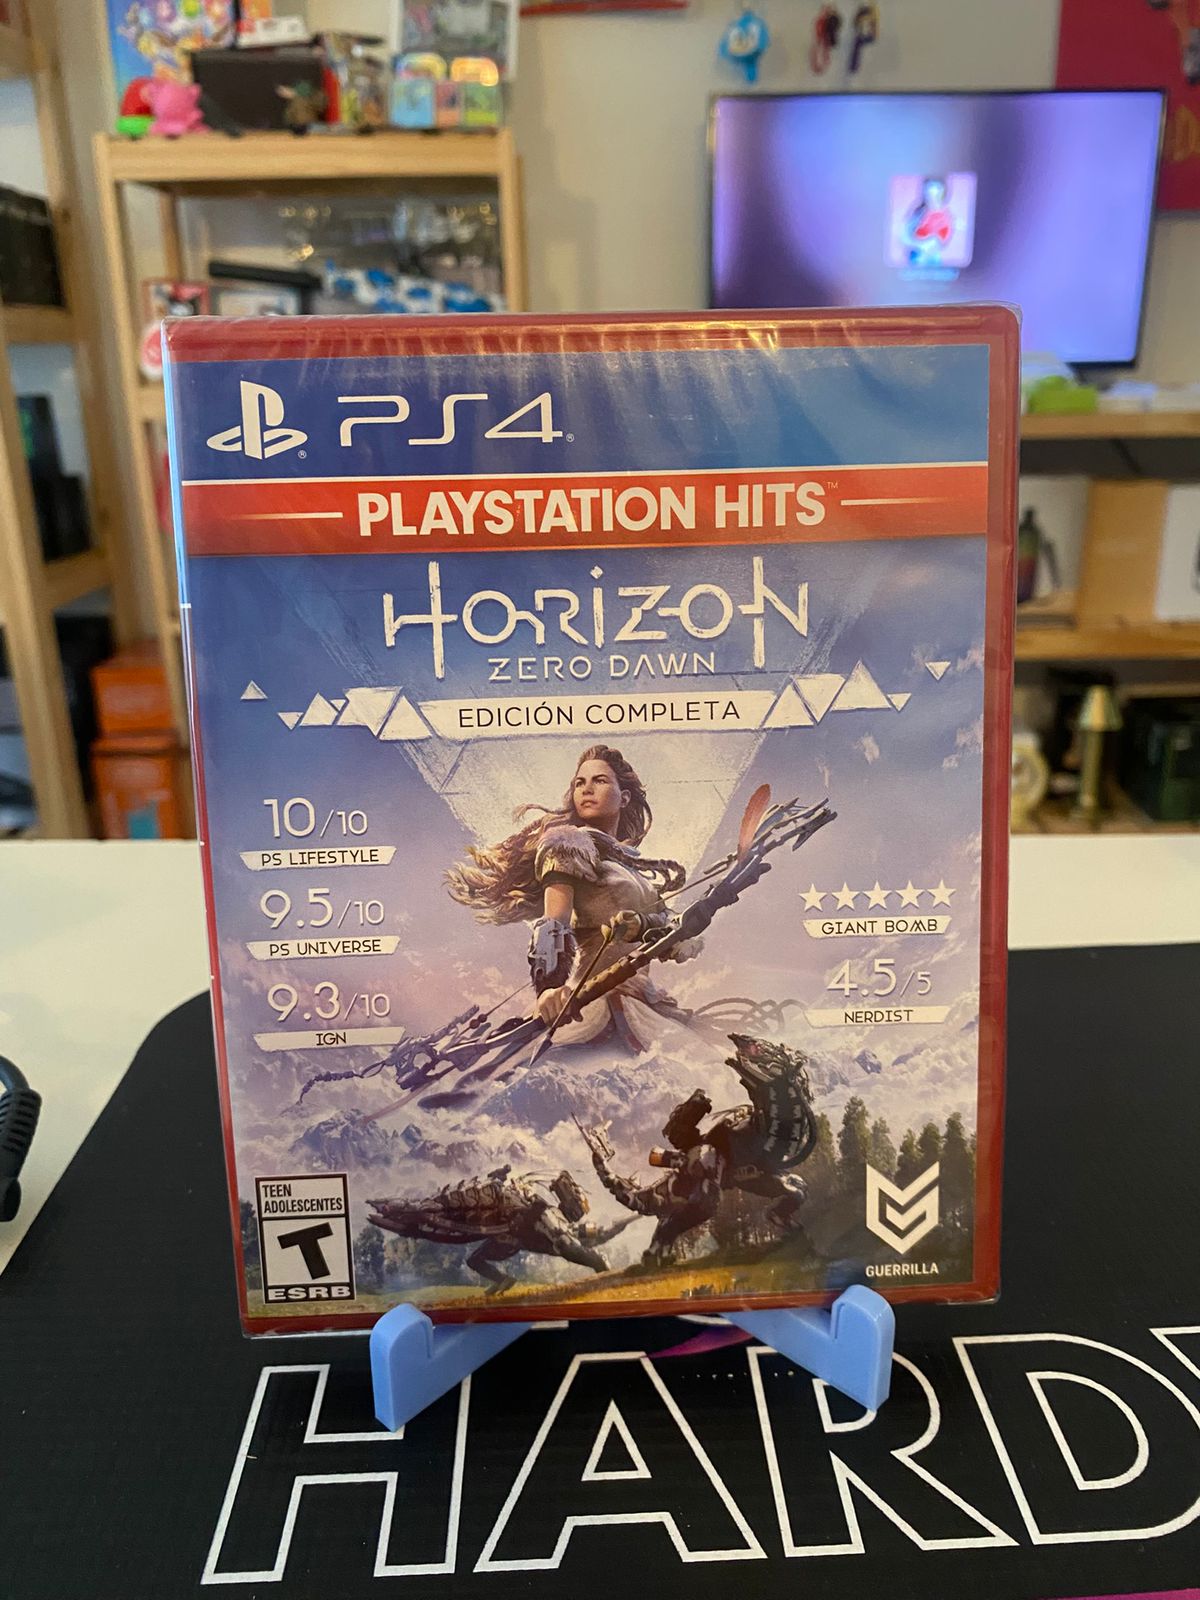 PS4
PLAYSTATION HITS™
HORIZON
ZERO DAWN
EDICIÓN COMPLETA
10/10
PS LIFESTYLE
9.5/10
PS UNIVERSE
9.3/10
IGN
★★★★★
GIANT BOMB
4.5/5
NERDIST
TEEN
ADOLESCENTES
T
ESRB
GUERRILLA
HARD